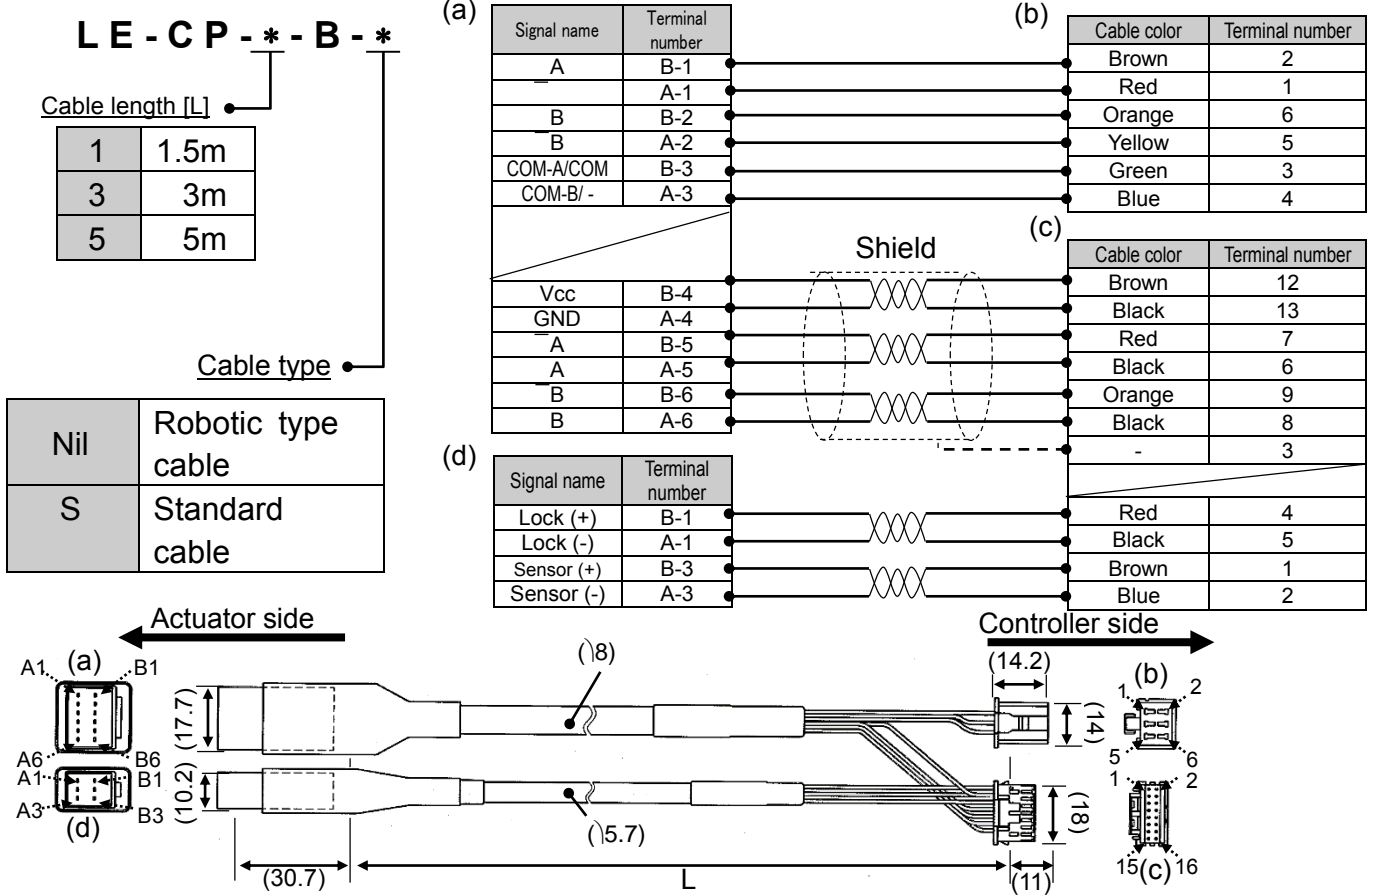 LE-CP-*-B-*
Cable length [L]
1 1.5m
3 3m
5 5m
Cable type
Nil Robotic type
cable
S Standard
cable
(a)
Signal name Terminal
number
A B-1
A-1
B B-2
B̅ A-2
COM-A/COM B-3
COM-B/ - A-3
Vcc B-4
GND A-4
A̅ B-5
A A-5
B̅ B-6
B A-6
(b)
Cable color Terminal number
Brown 2
Red 1
Orange 6
Yellow 5
Green 3
Blue 4
Shield
(c)
Cable color Terminal number
Brown 12
Black 13
Red 7
Black 6
Orange 9
Black 8
- 3
Red 4
Black 5
Brown 1
Blue 2
(d)
Signal name Terminal
number
Lock (+) B-1
Lock (-) A-1
Sensor (+) B-3
Sensor (-) A-3
Actuator side
Controller side
A1 (a) B1
A6 B6
A1 B1
A3 B3
(d)
(17.7)
(10.2)
(30.7)
(⌀8)
(⌀5.7)
L
(14.2)
(14)
(18)
(11)
(b)
1 2
5 6
1 2
15 (c) 16